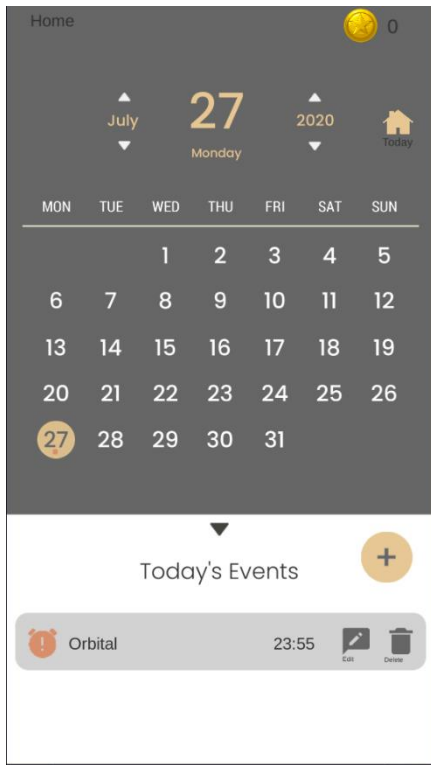 Home
0
July 27 2020
Monday
Today
MON TUE WED THU FRI SAT SUN
1 2 3 4 5
6 7 8 9 10 11 12
13 14 15 16 17 18 19
20 21 22 23 24 25 26
27 28 29 30 31
Today's Events
+
Orbital 23:55
Edit Delete